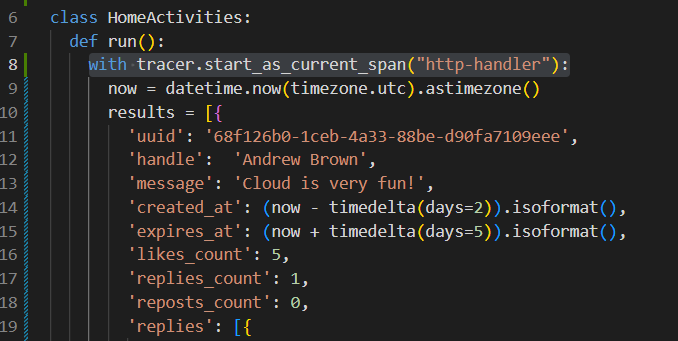 6 class HomeActivities:
7 def run():
8 with tracer.start_as_current_span("http-handler"):
9 now = datetime.now(timezone.utc).astimezone()
10 results = [{
11 'uuid': '68f126b0-1ceb-4a33-88be-d90fa7109eee',
12 'handle':  'Andrew Brown',
13 'message': 'Cloud is very fun!',
14 'created_at': (now - timedelta(days=2)).isoformat(),
15 'expires_at': (now + timedelta(days=5)).isoformat(),
16 'likes_count': 5,
17 'replies_count': 1,
18 'reposts_count': 0,
19 'replies': [{